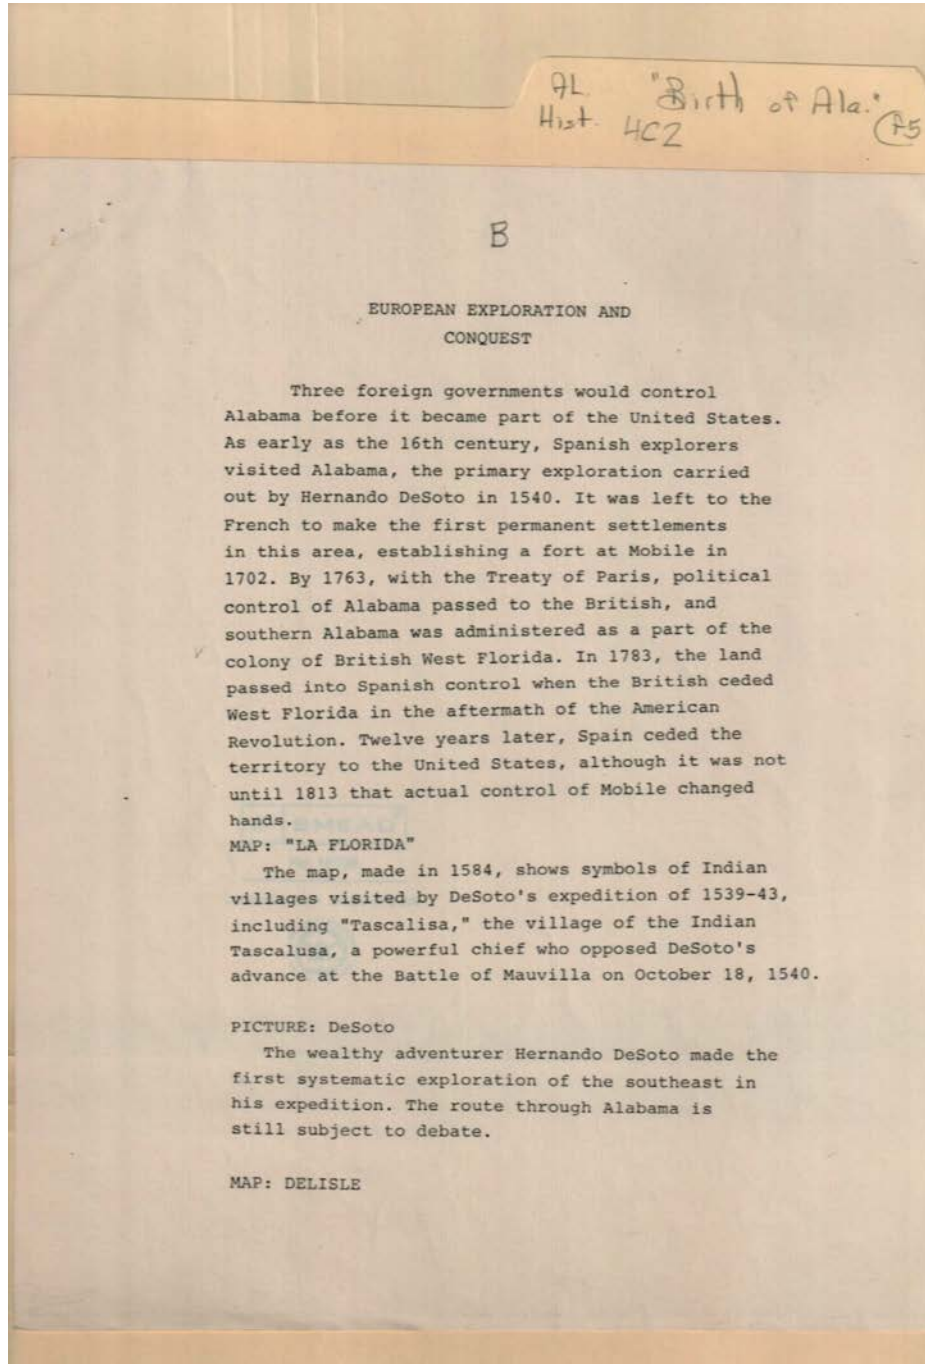 AL. "Birth of Ala."
Hist. 4C2 F5
B
EUROPEAN EXPLORATION AND
CONQUEST
Three foreign governments would control
Alabama before it became part of the United States.
As early as the 16th century, Spanish explorers
visited Alabama, the primary exploration carried
out by Hernando DeSoto in 1540. It was left to the
French to make the first permanent settlements
in this area, establishing a fort at Mobile in
1702. By 1763, with the Treaty of Paris, political
control of Alabama passed to the British, and
southern Alabama was administered as a part of the
colony of British West Florida. In 1783, the land
passed into Spanish control when the British ceded
West Florida in the aftermath of the American
Revolution. Twelve years later, Spain ceded the
territory to the United States, although it was not
until 1813 that actual control of Mobile changed
hands.
MAP: "LA FLORIDA"
The map, made in 1584, shows symbols of Indian
villages visited by DeSoto's expedition of 1539-43,
including "Tascalisa," the village of the Indian
Tascalusa, a powerful chief who opposed DeSoto's
advance at the Battle of Mauvilla on October 18, 1540.
PICTURE: DeSoto
The wealthy adventurer Hernando DeSoto made the
first systematic exploration of the southeast in
his expedition. The route through Alabama is
still subject to debate.
MAP: DELISLE